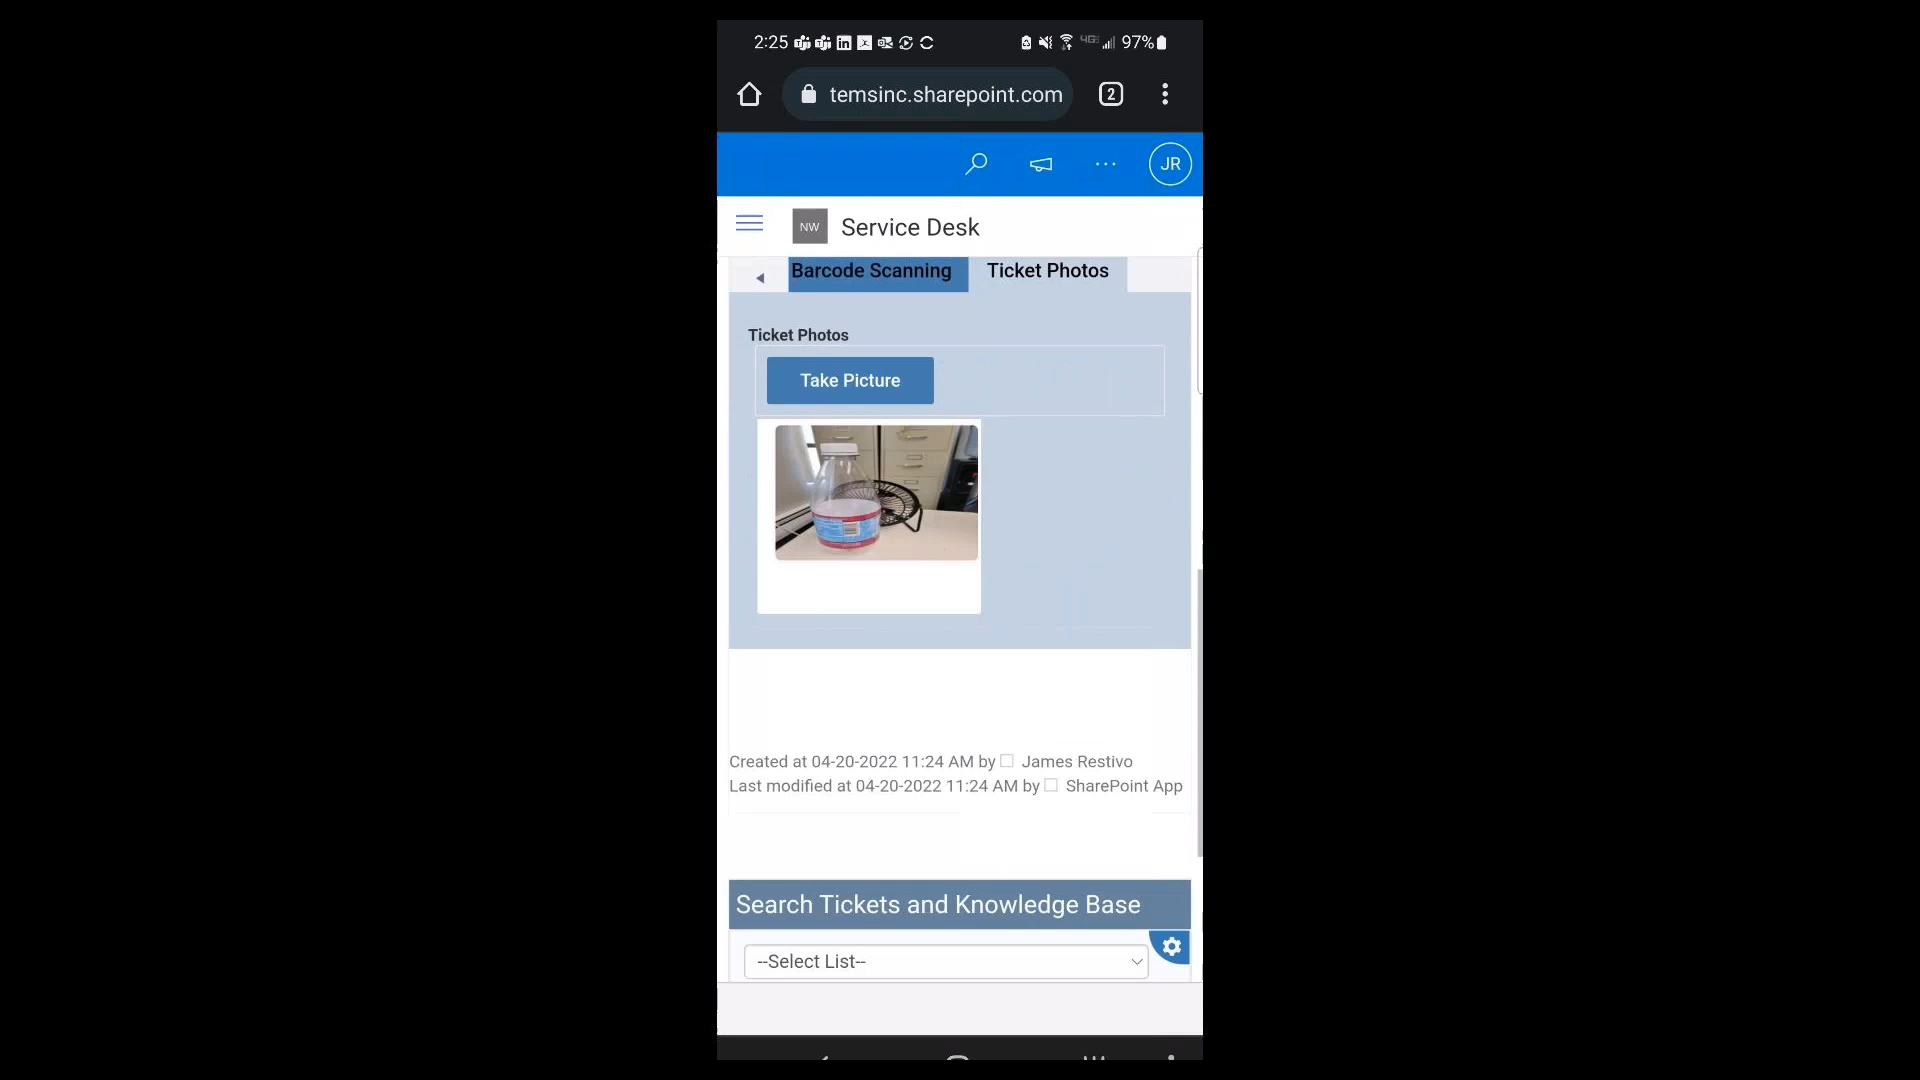 2:25 97%
temsinc.sharepoint.com 2
JR
NW Service Desk
Barcode Scanning Ticket Photos
Ticket Photos
Take Picture
Created at 04-20-2022 11:24 AM by James Restivo
Last modified at 04-20-2022 11:24 AM by SharePoint App
Search Tickets and Knowledge Base
--Select List--